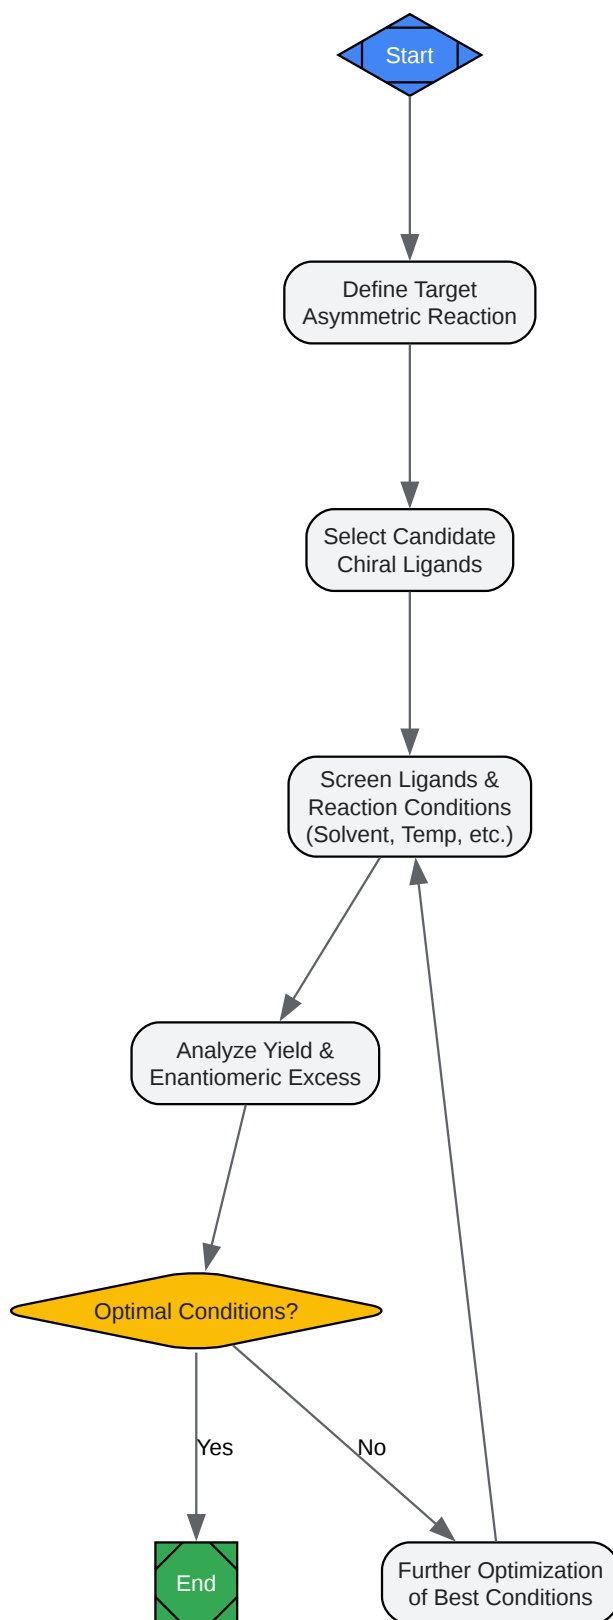 Start
Define Target
Asymmetric Reaction
Select Candidate
Chiral Ligands
Screen Ligands &
Reaction Conditions
(Solvent, Temp, etc.)
Analyze Yield &
Enantiomeric Excess
Optimal Conditions?
Yes
No
End
Further Optimization
of Best Conditions